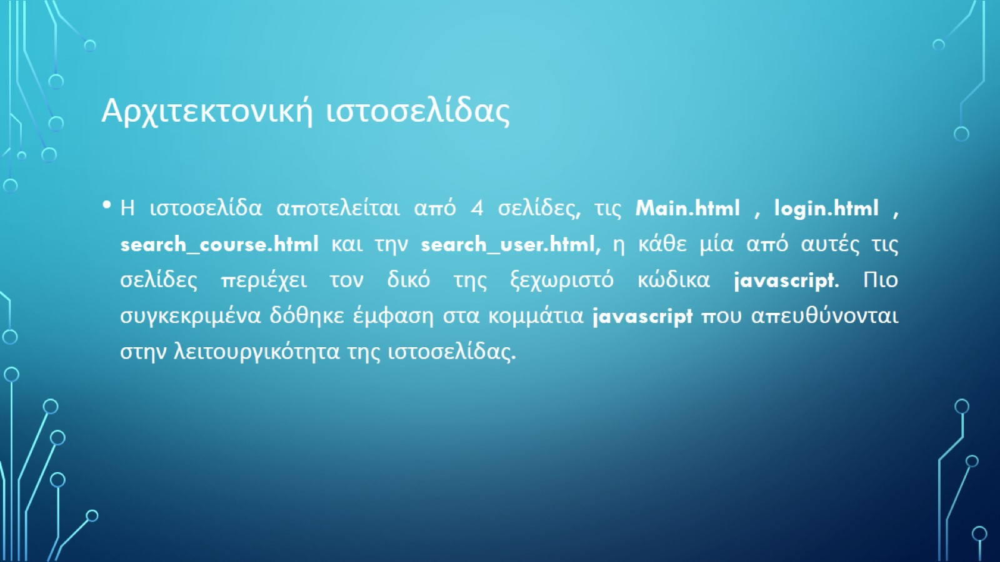 Αρχιτεκτονική ιστοσελίδας
• Η ιστοσελίδα αποτελείται από 4 σελίδες, τις Main.html , login.html ,
search_course.html και την search_user.html, η κάθε μία από αυτές τις
σελίδες περιέχει τον δικό της ξεχωριστό κώδικα javascript. Πιο
συγκεκριμένα δόθηκε έμφαση στα κομμάτια javascript που απευθύνονται
στην λειτουργικότητα της ιστοσελίδας.